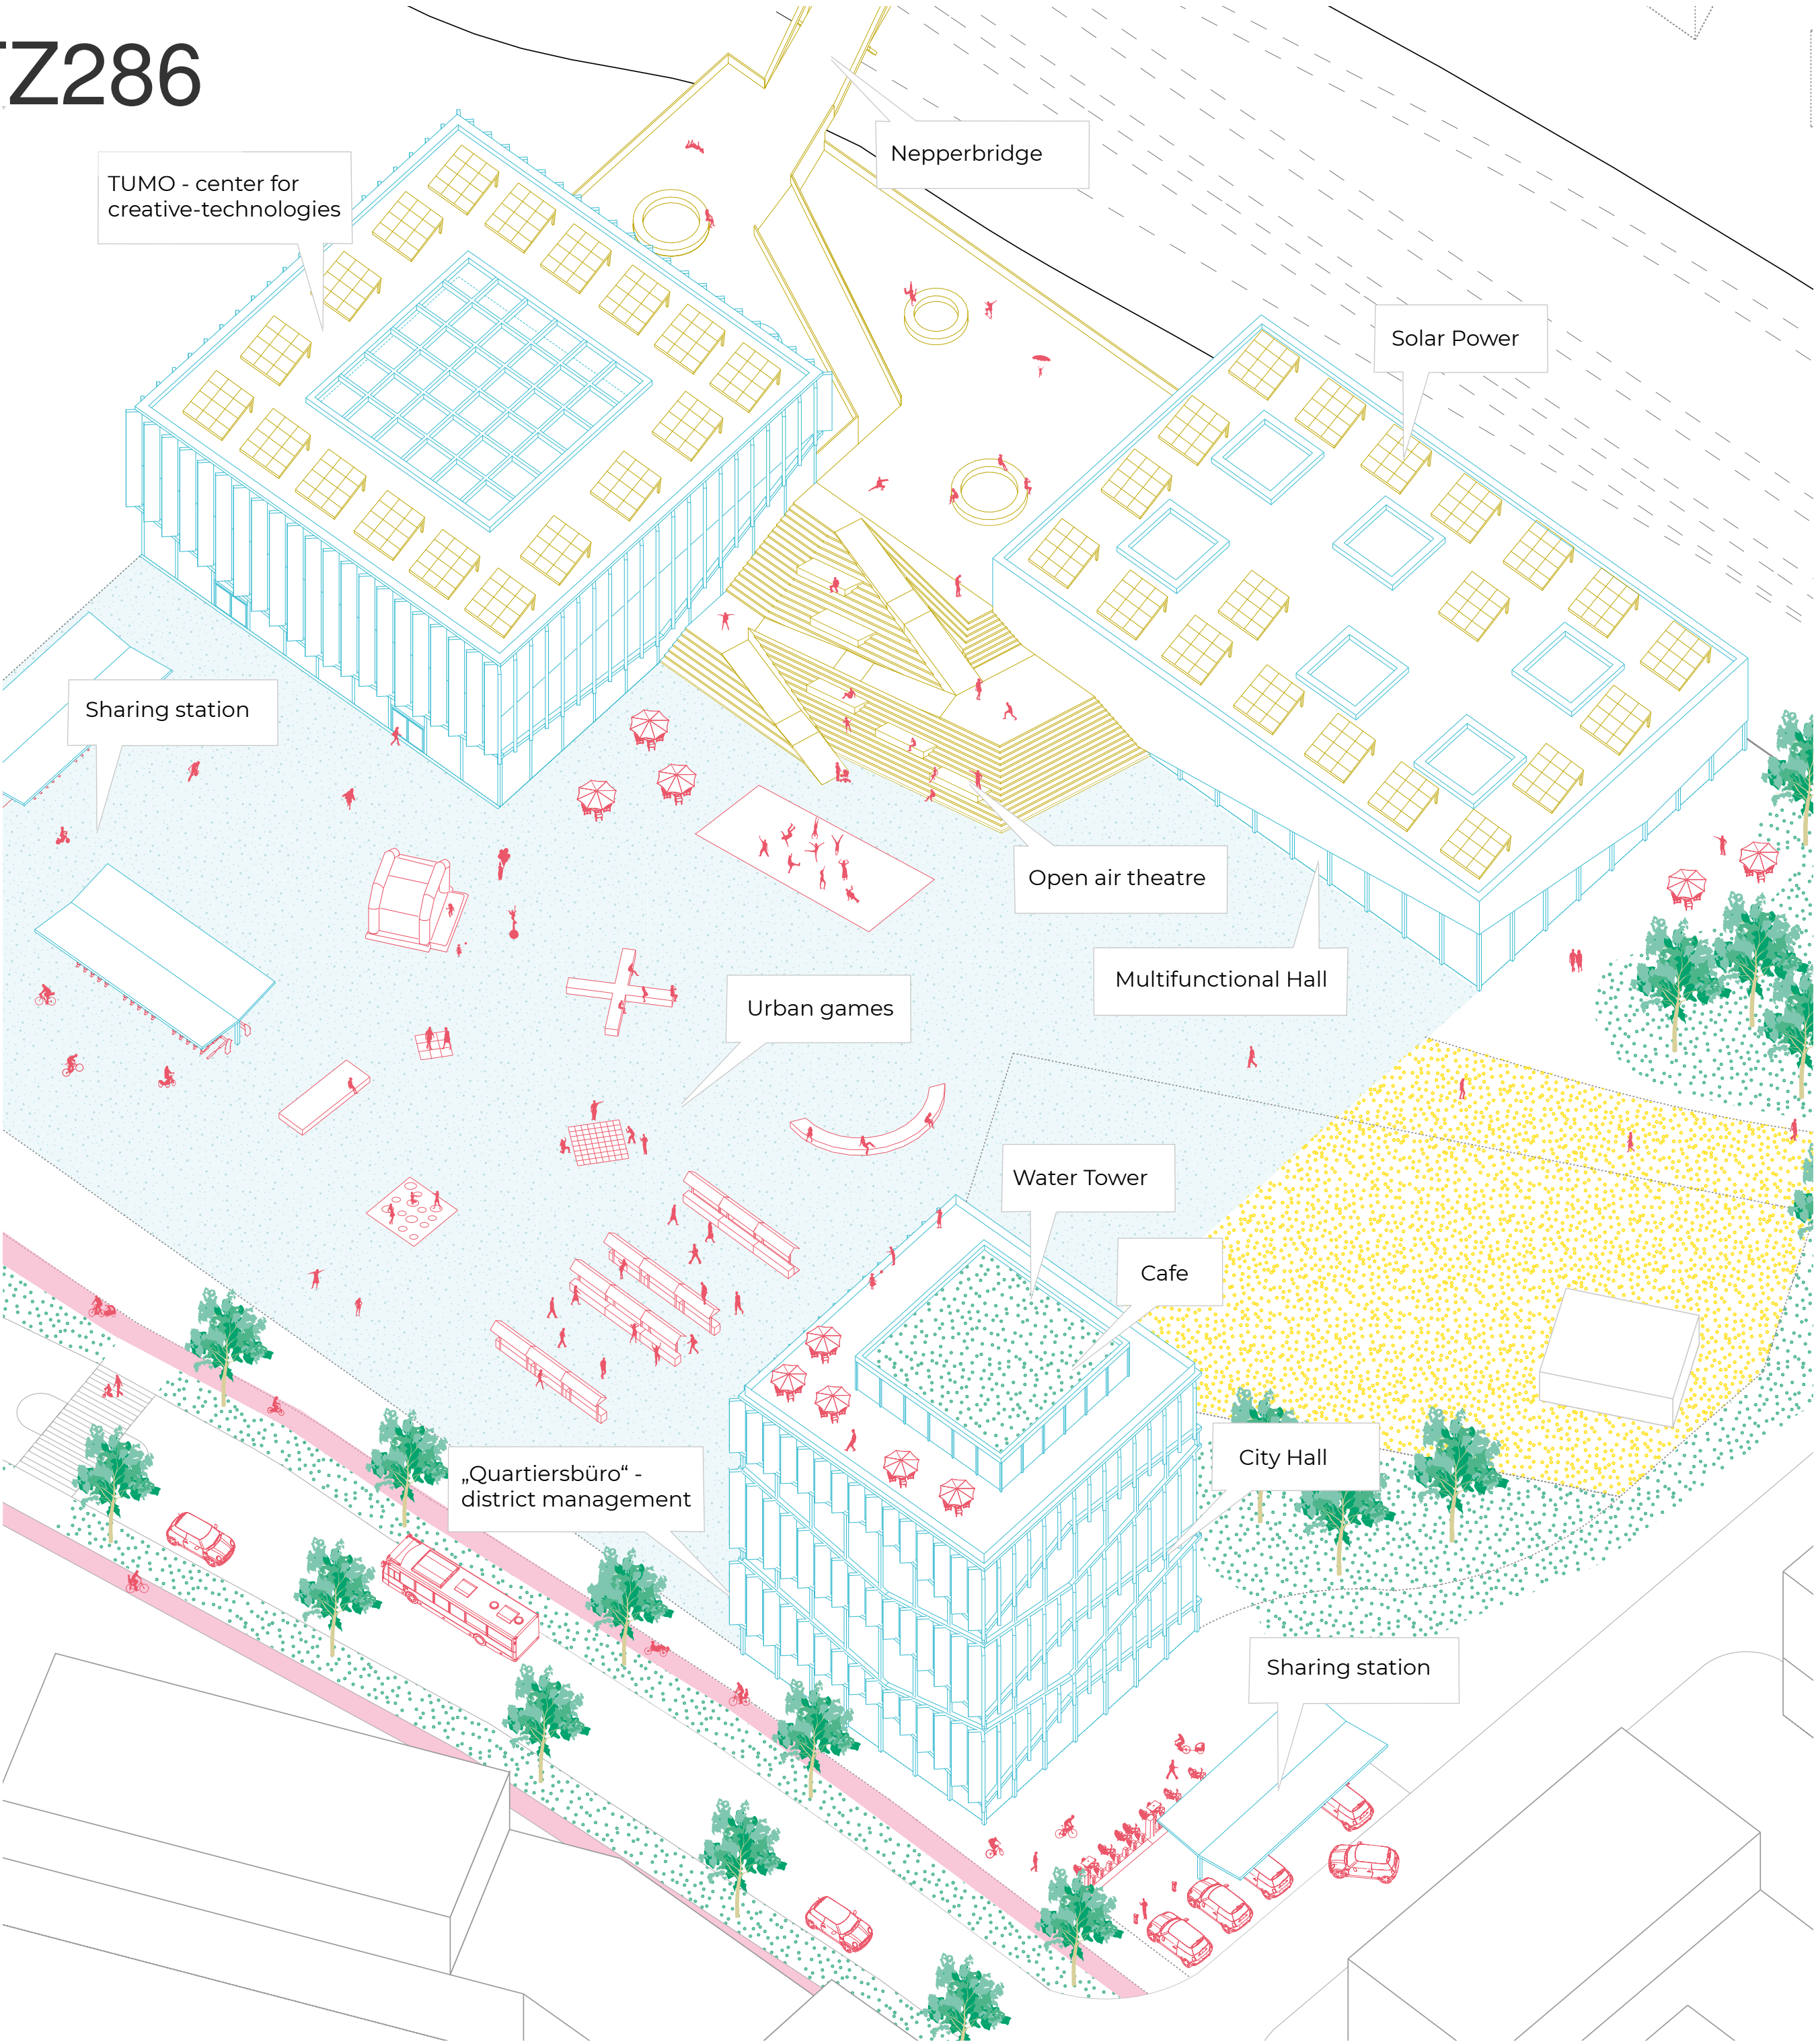 TZ286
Nepperbridge
TUMO - center for
creative-technologies
Solar Power
Sharing station
Open air theatre
Multifunctional Hall
Urban games
Water Tower
Cafe
City Hall
„Quartiersbüro“ -
district management
Sharing station